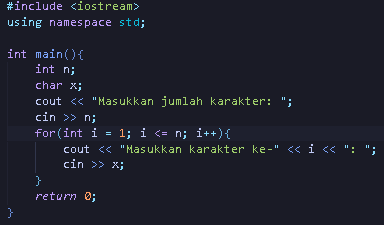 #include <iostream>
using namespace std;

int main(){
    int n;
    char x;
    cout << "Masukkan jumlah karakter: ";
    cin >> n;
    for(int i = 1; i <= n; i++){
        cout << "Masukkan karakter ke-" << i << ": ";
        cin >> x;
    }
    return 0;
}